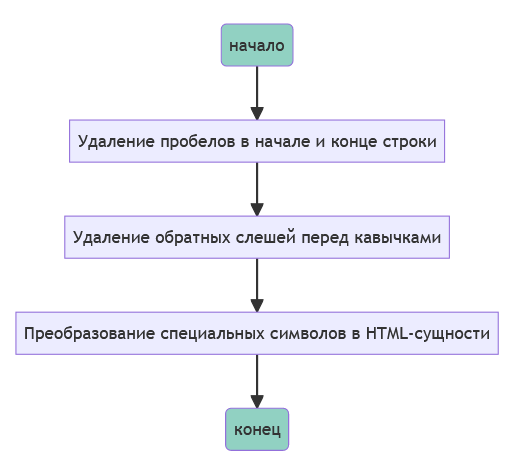 начало
Удаление пробелов в начале и конце строки
Удаление обратных слешей перед кавычками
Преобразование специальных символов в HTML-сущности
конец